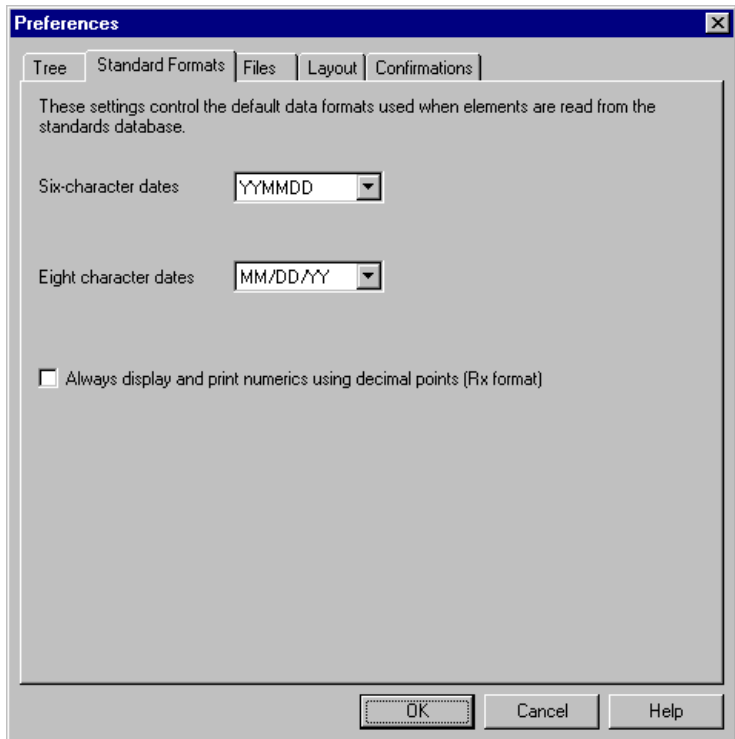 Preferences
Tree Standard Formats Files Layout Confirmations
These settings control the default data formats used when elements are read from the
standards database.
Six-character dates YYMMDD
Eight character dates MM/DD/YY
Always display and print numerics using decimal points (Rx format)
OK Cancel Help